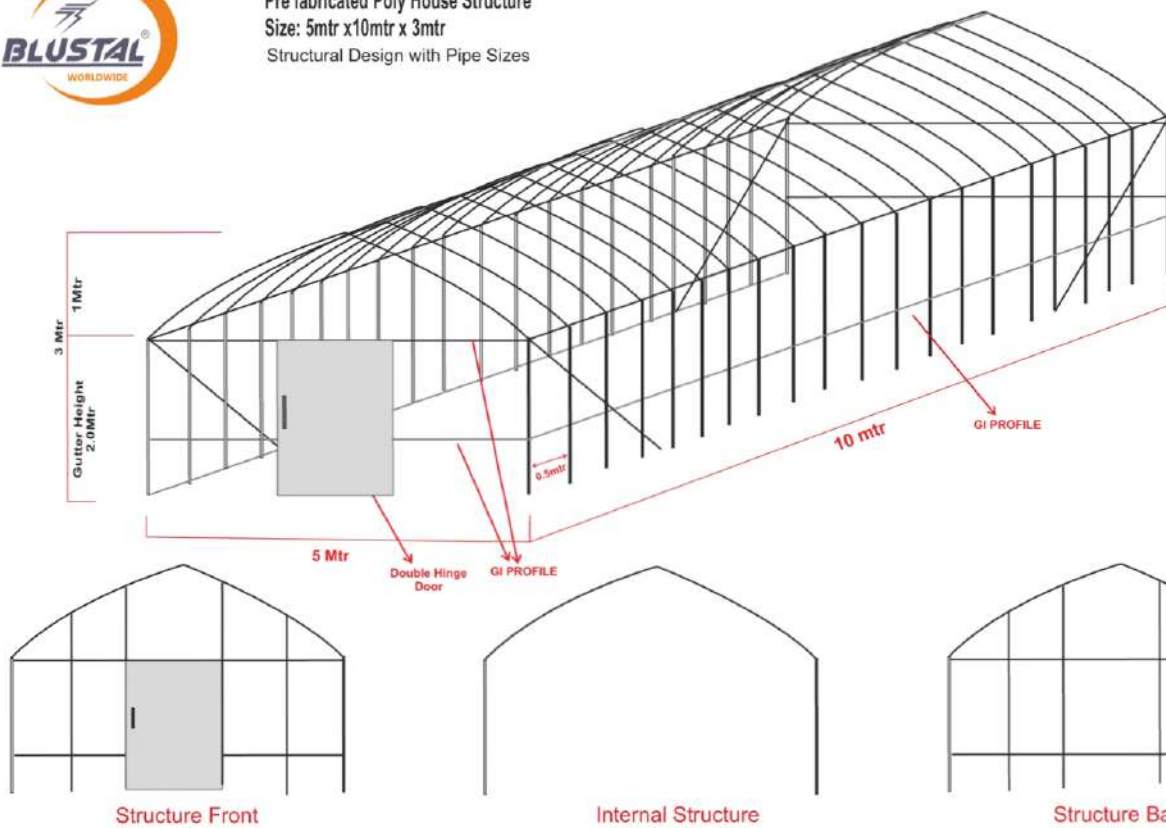 BLUSTAL®
WORLDWIDE
Pre fabricated Poly House Structure
Size: 5mtr x10mtr x 3mtr
Structural Design with Pipe Sizes
3 Mtr
1Mtr
Gutter Height
2.0Mtr
0.5mtr
10 mtr
GI PROFILE
5 Mtr
Double Hinge
Door
GI PROFILE
Structure Front
Internal Structure
Structure Ba